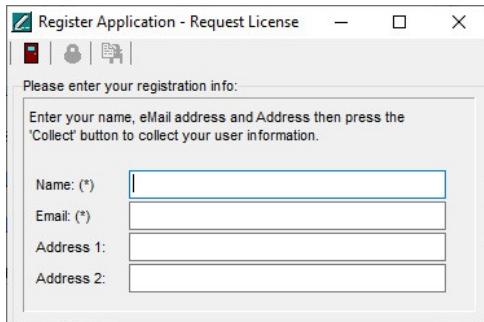 Register Application - Request License
Please enter your registration info:
Enter your name, eMail address and Address then press the
'Collect' button to collect your user information.
Name: (*)
Email: (*)
Address 1:
Address 2: